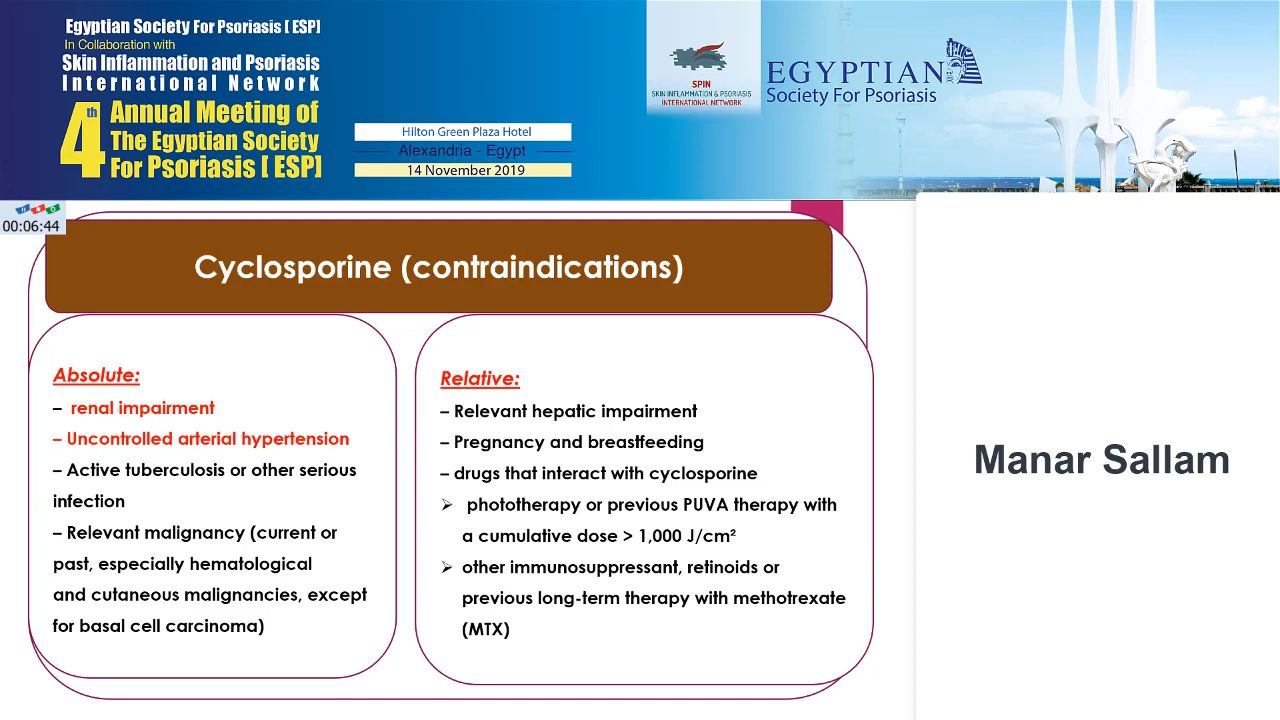 Egyptian Society For Psoriasis [ ESP]
In Collaboration with
Skin Inflammation and Psoriasis
International Network
4th Annual Meeting of
The Egyptian Society
For Psoriasis [ ESP]
Hilton Green Plaza Hotel
Alexandria - Egypt
14 November 2019
SPIN
SKIN INFLAMMATION & PSORIASIS
INTERNATIONAL NETWORK
EGYPTIAN
Society For Psoriasis
00:06:44
Cyclosporine (contraindications)
Absolute:
– renal impairment
– Uncontrolled arterial hypertension
– Active tuberculosis or other serious
infection
– Relevant malignancy (current or
past, especially hematological
and cutaneous malignancies, except
for basal cell carcinoma)
Relative:
– Relevant hepatic impairment
– Pregnancy and breastfeeding
– drugs that interact with cyclosporine
➢ phototherapy or previous PUVA therapy with
a cumulative dose > 1,000 J/cm²
➢ other immunosuppressant, retinoids or
previous long-term therapy with methotrexate
(MTX)
Manar Sallam